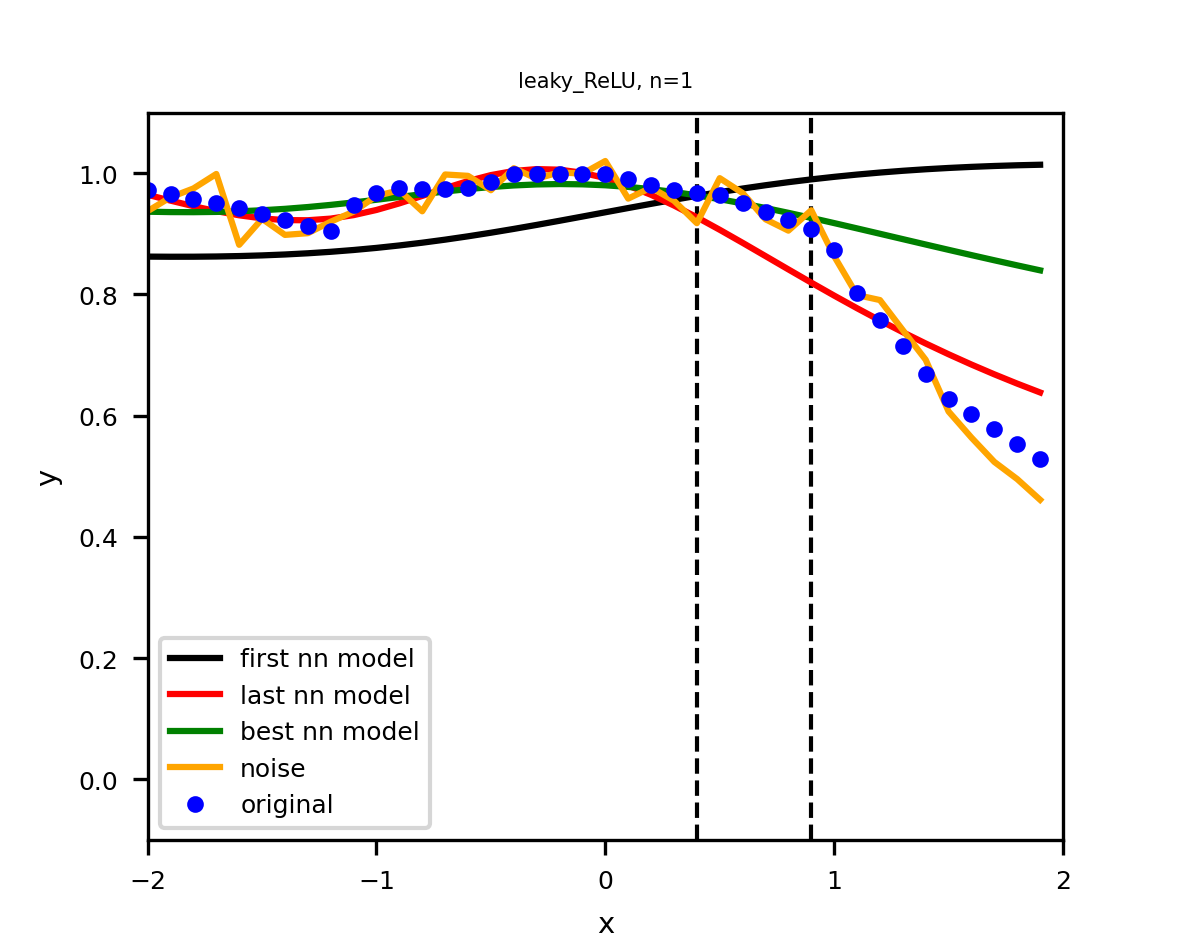 leaky_ReLU, n=1
1.0
0.8
0.6
0.4
0.2
0.0
y
first nn model
last nn model
best nn model
noise
original
−2
−1
0
1
2
x